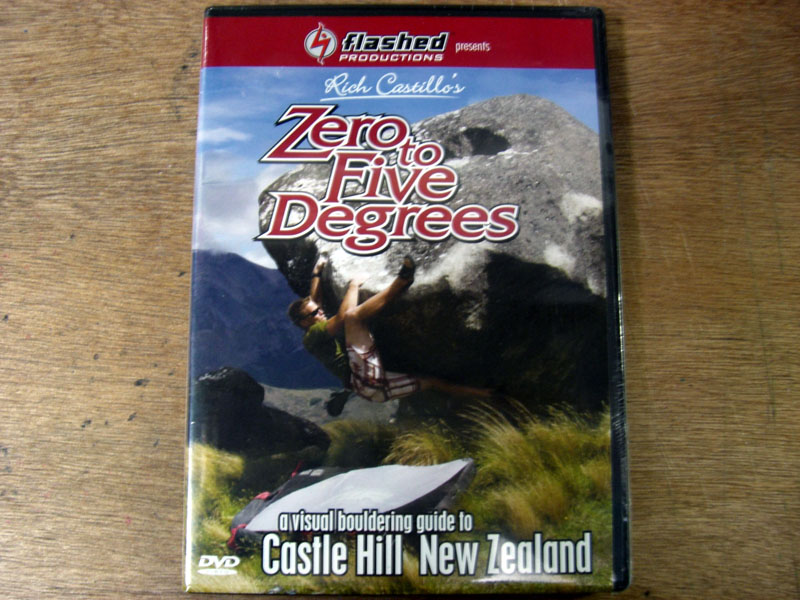 flashed presents
PRODUCTIONS
Rich Castillo's
Zero
to
Five
Degrees
a visual bouldering guide to
Castle Hill New Zealand
DVD